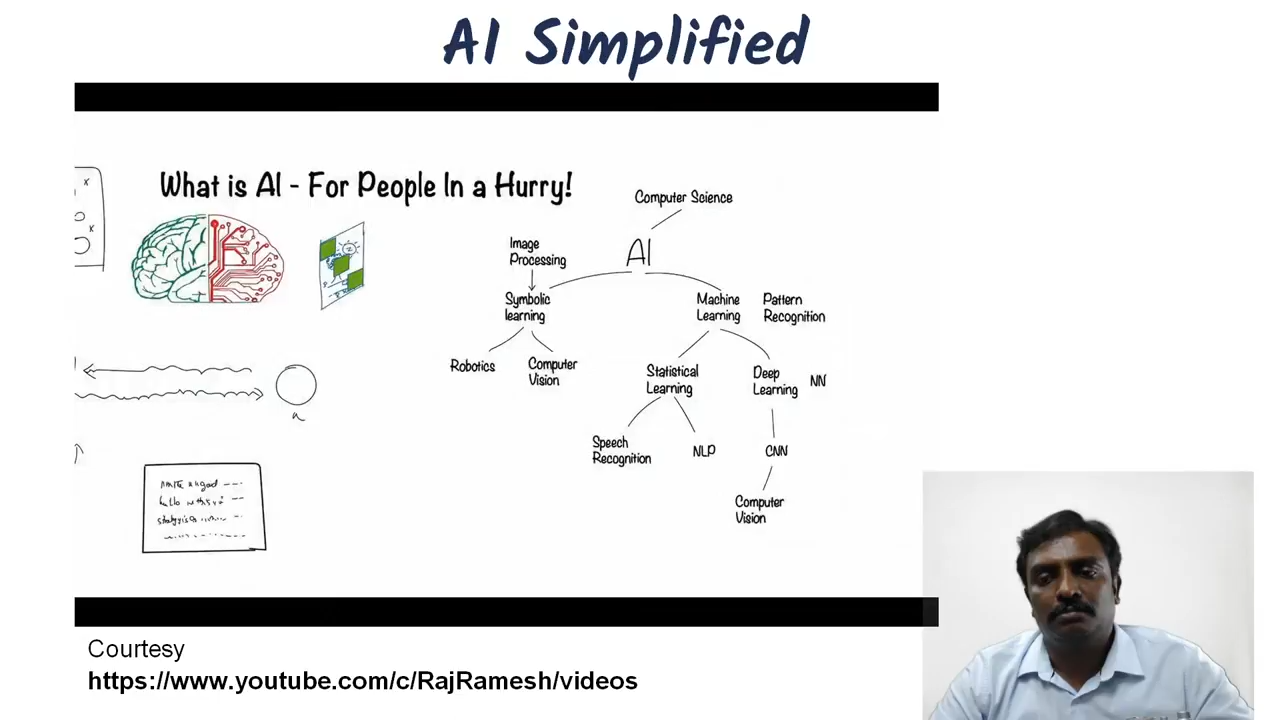 AI Simplified
What is AI - For People In a Hurry!
Computer Science
AI
Image
Processing
Symbolic
learning
Machine
Learning
Pattern
Recognition
Robotics
Computer
Vision
Statistical
Learning
Deep
Learning
NN
Speech
Recognition
NLP
CNN
Computer
Vision
x
x
a
Courtesy
https://www.youtube.com/c/RajRamesh/videos